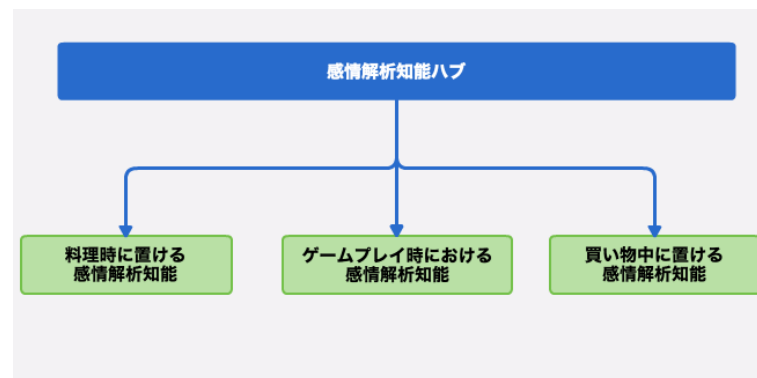 感情解析知能ハブ
料理時に置ける
感情解析知能
ゲームプレイ時における
感情解析知能
買い物中に置ける
感情解析知能